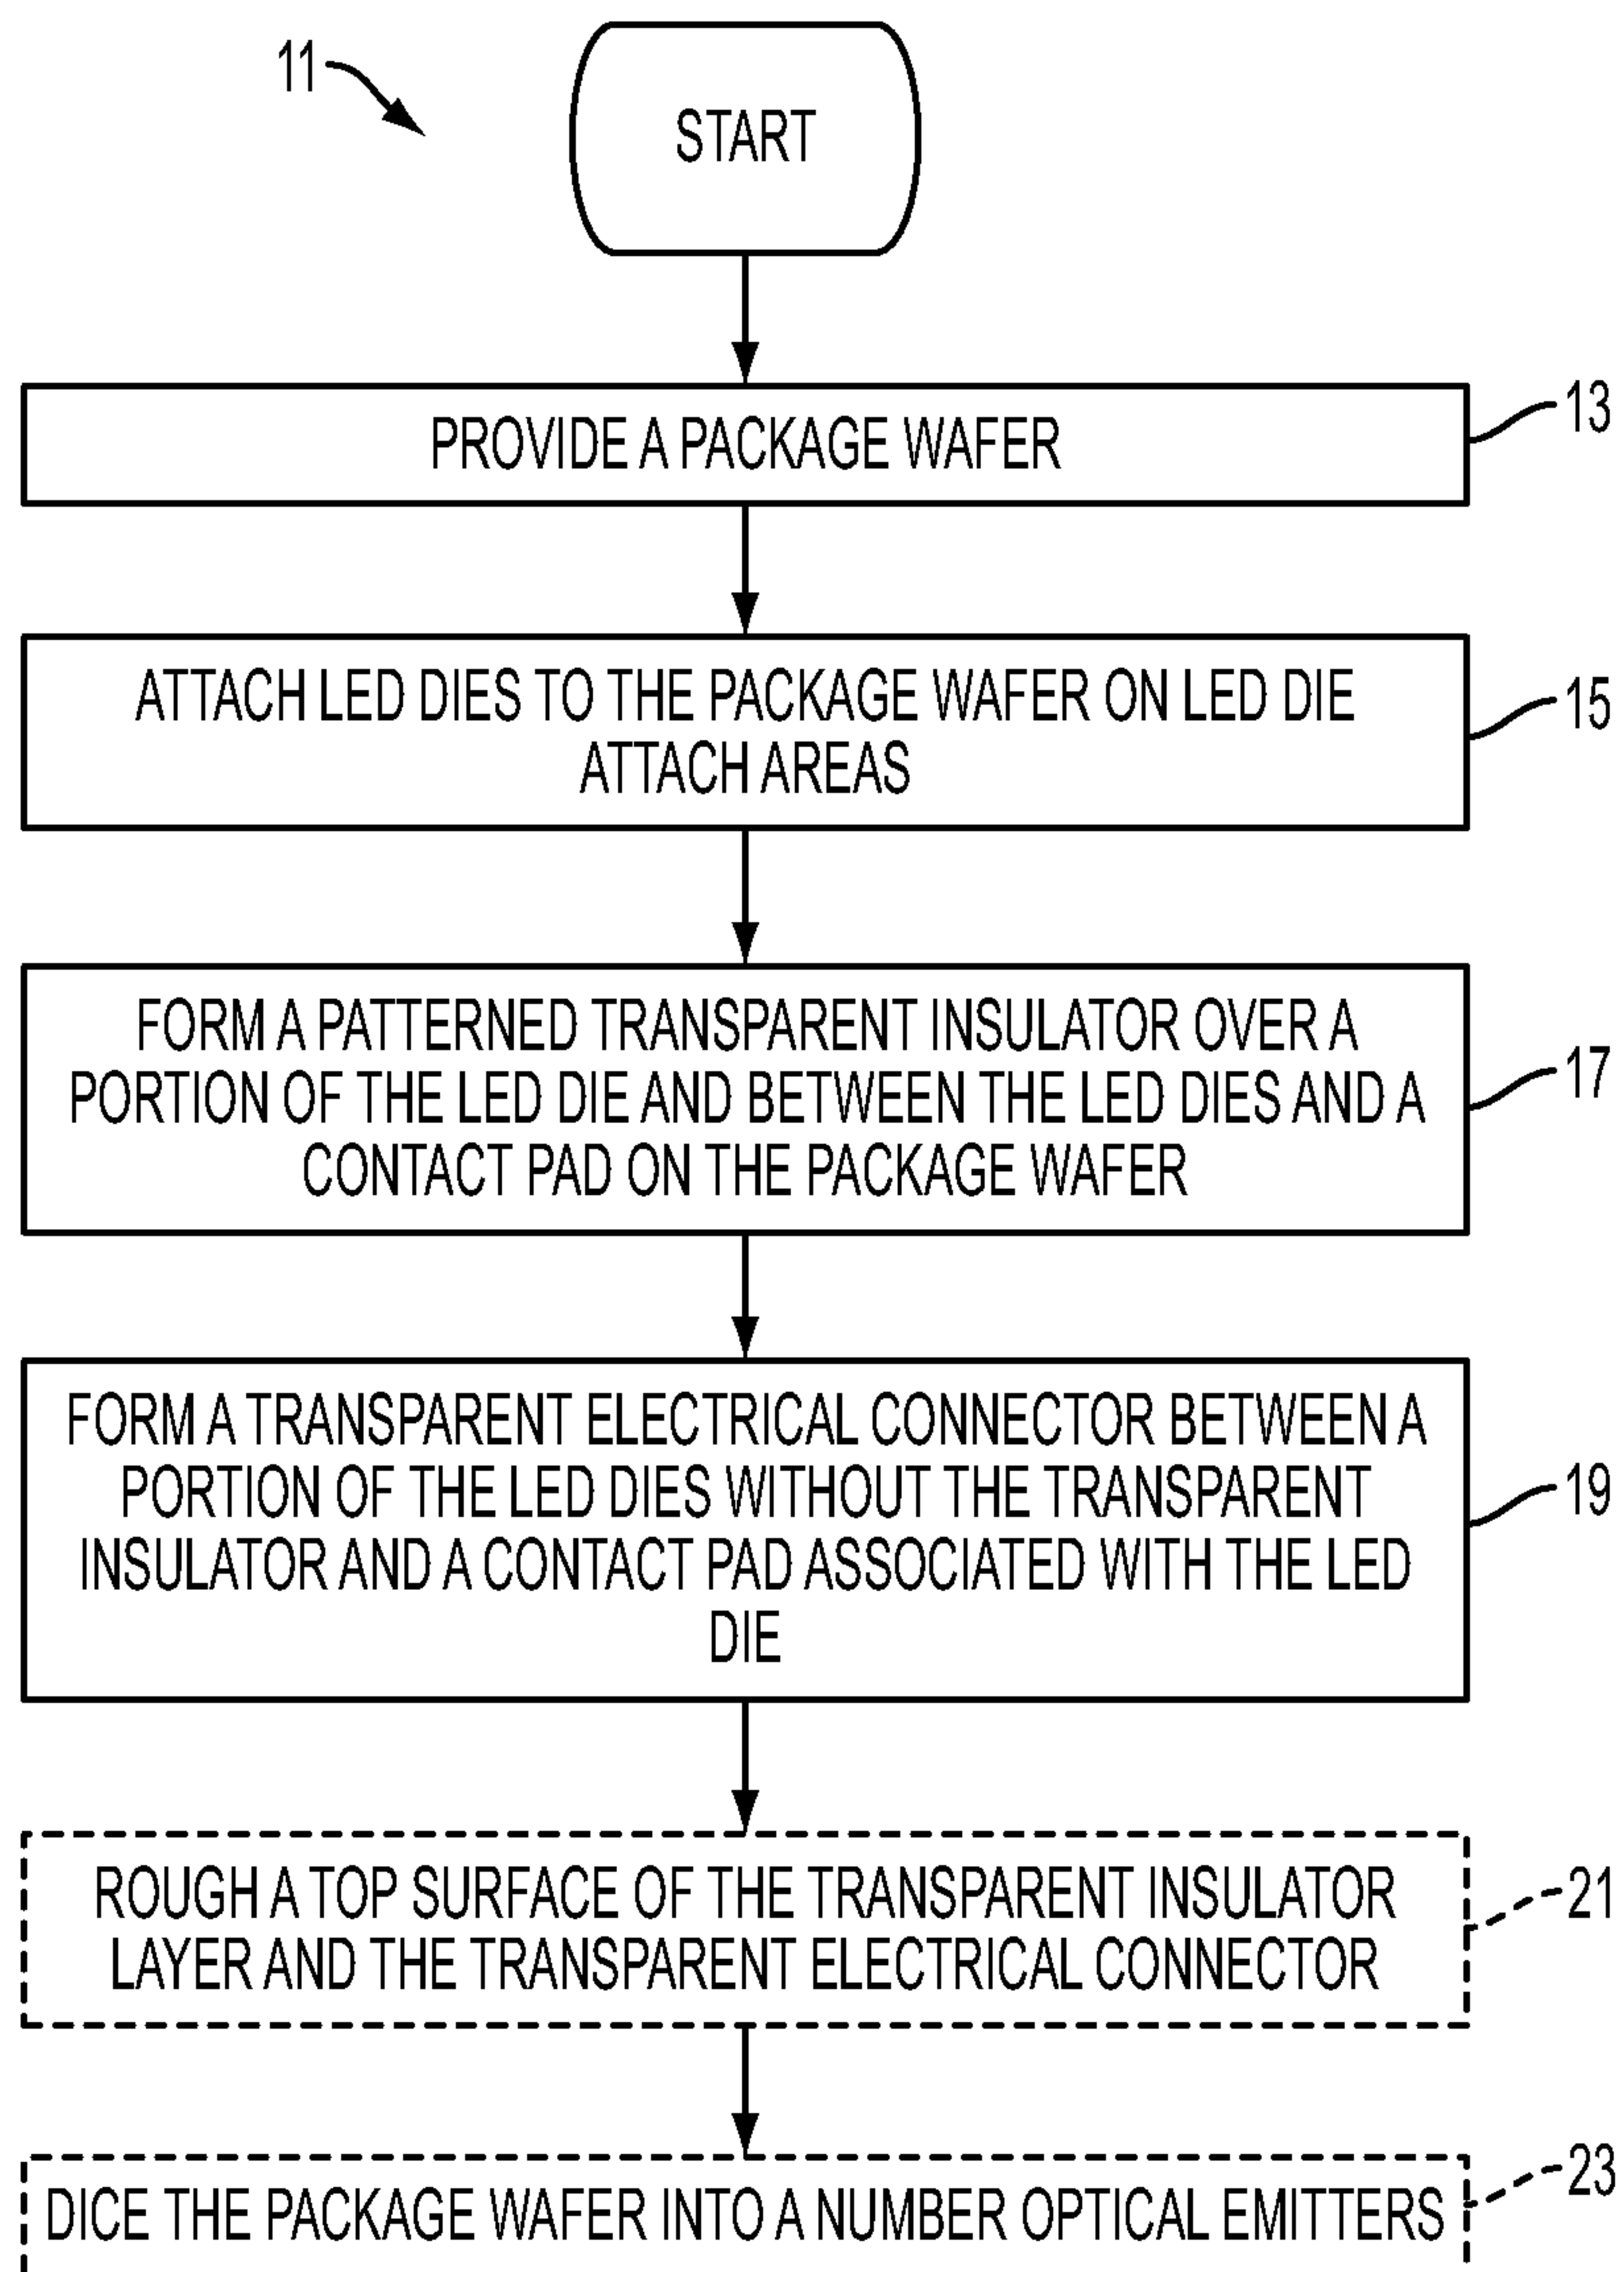 11
START
PROVIDE A PACKAGE WAFER
13
ATTACH LED DIES TO THE PACKAGE WAFER ON LED DIE
ATTACH AREAS
15
FORM A PATTERNED TRANSPARENT INSULATOR OVER A
PORTION OF THE LED DIE AND BETWEEN THE LED DIES AND A
CONTACT PAD ON THE PACKAGE WAFER
17
FORM A TRANSPARENT ELECTRICAL CONNECTOR BETWEEN A
PORTION OF THE LED DIES WITHOUT THE TRANSPARENT
INSULATOR AND A CONTACT PAD ASSOCIATED WITH THE LED
DIE
19
ROUGH A TOP SURFACE OF THE TRANSPARENT INSULATOR
LAYER AND THE TRANSPARENT ELECTRICAL CONNECTOR
21
DICE THE PACKAGE WAFER INTO A NUMBER OPTICAL EMITTERS
23